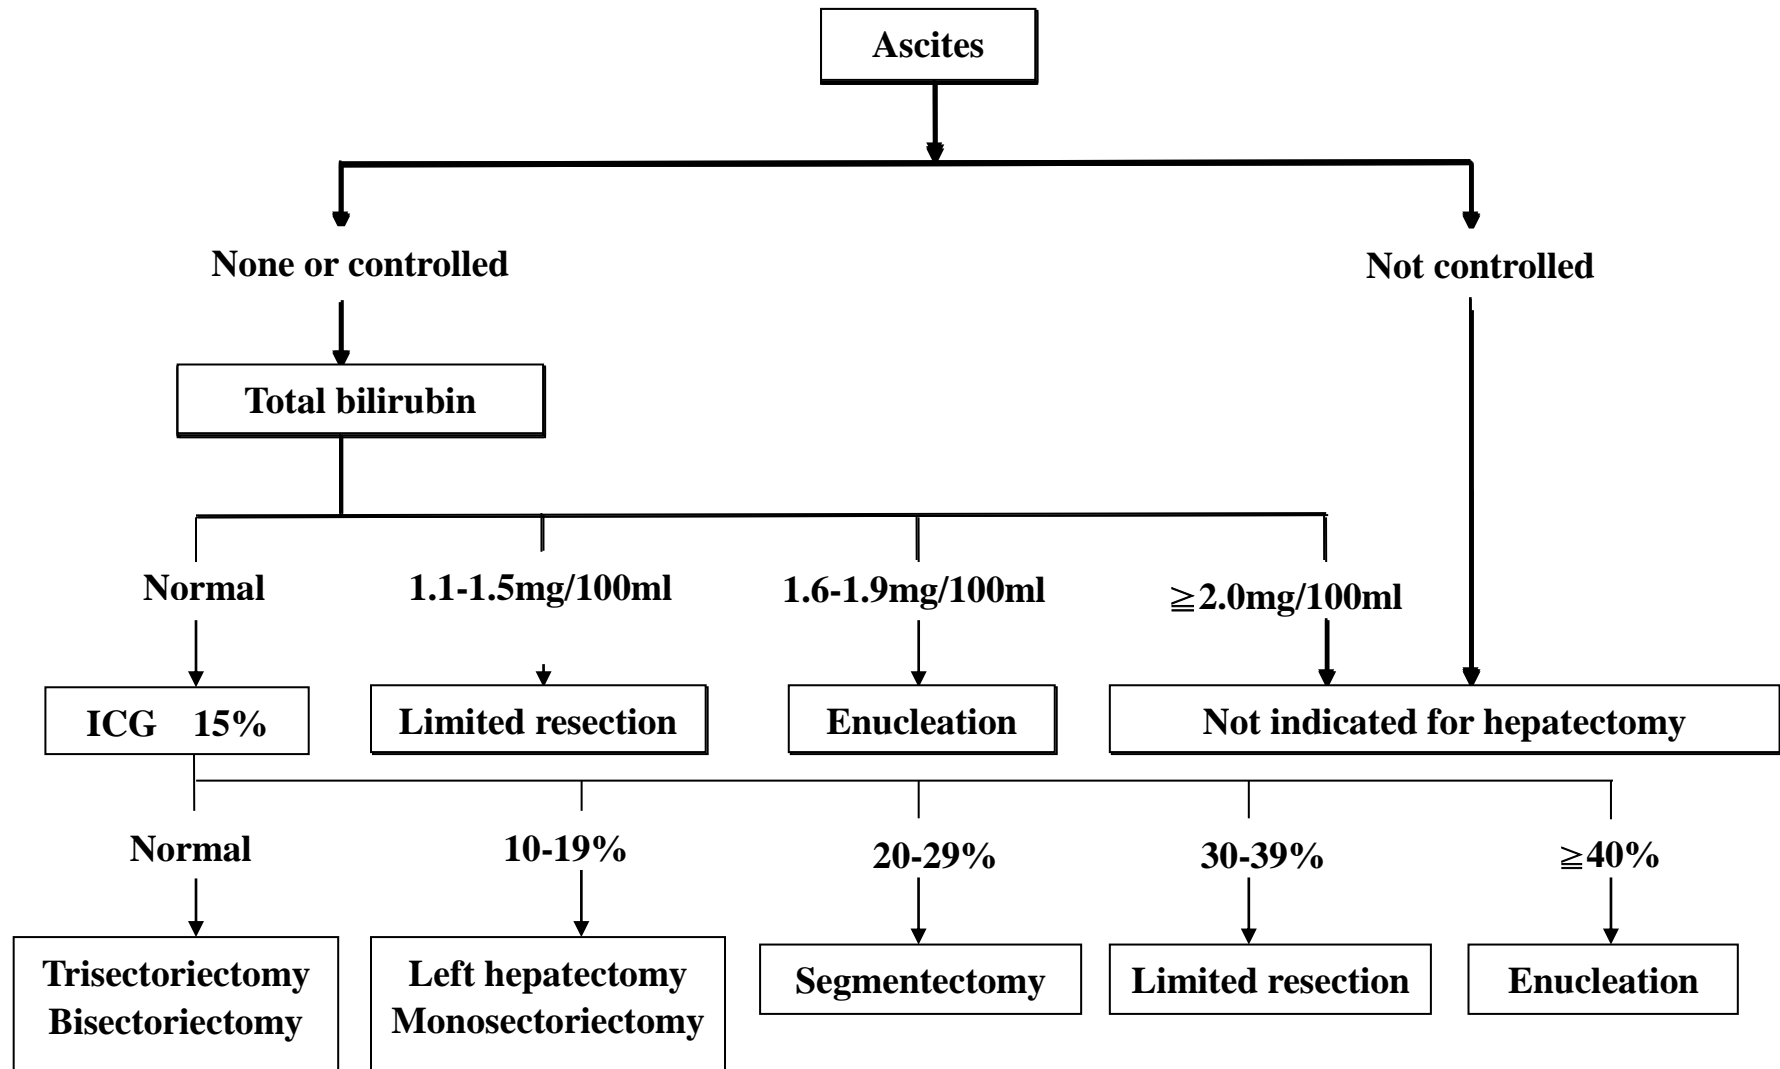 Ascites
None or controlled
Not controlled
Total bilirubin
Normal
1.1-1.5mg/100ml
1.6-1.9mg/100ml
≧2.0mg/100ml
ICG 15%
Limited resection
Enucleation
Not indicated for hepatectomy
Normal
10-19%
20-29%
30-39%
≧40%
Trisectoriectomy
Bisectoriectomy
Left hepatectomy
Monosectoriectomy
Segmentectomy
Limited resection
Enucleation